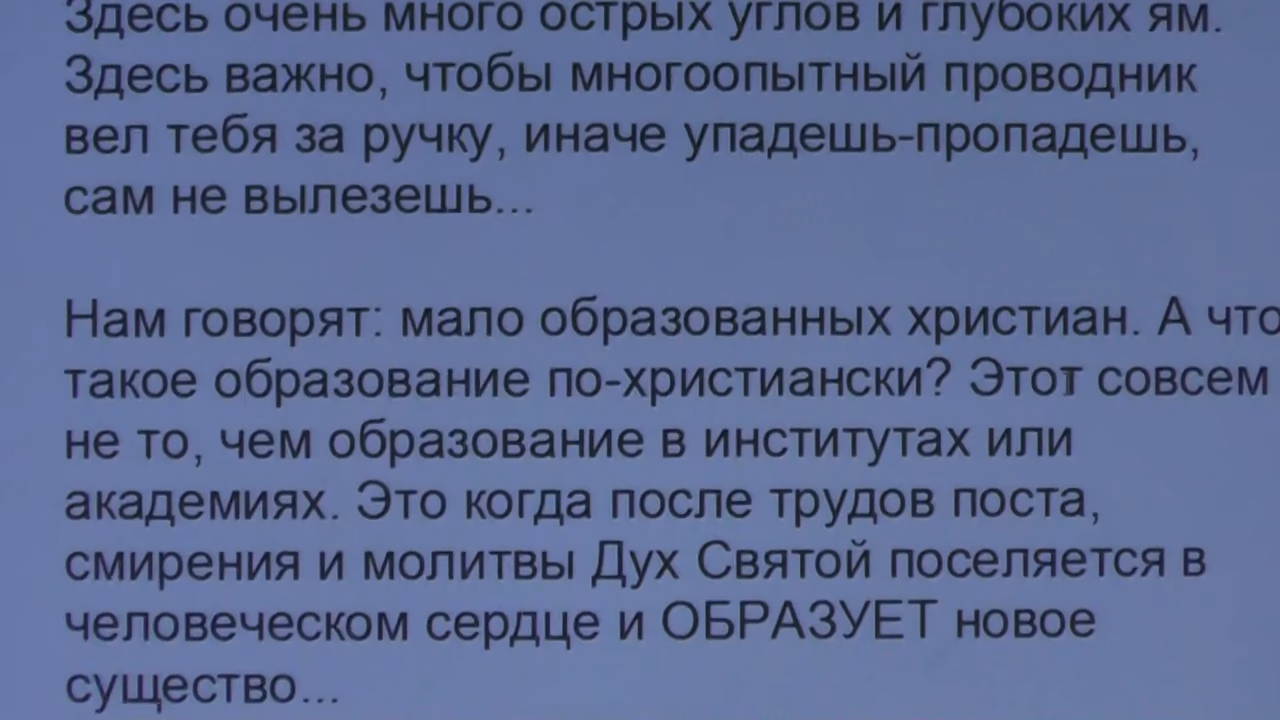 Здесь очень много острых углов и глубоких ям.
Здесь важно, чтобы многоопытный проводник
вел тебя за ручку, иначе упадешь-пропадешь,
сам не вылезешь...
Нам говорят: мало образованных христиан. А что
такое образование по-христиански? Этот совсем
не то, чем образование в институтах или
академиях. Это когда после трудов поста,
смирения и молитвы Дух Святой поселяется в
человеческом сердце и ОБРАЗУЕТ новое
существо...